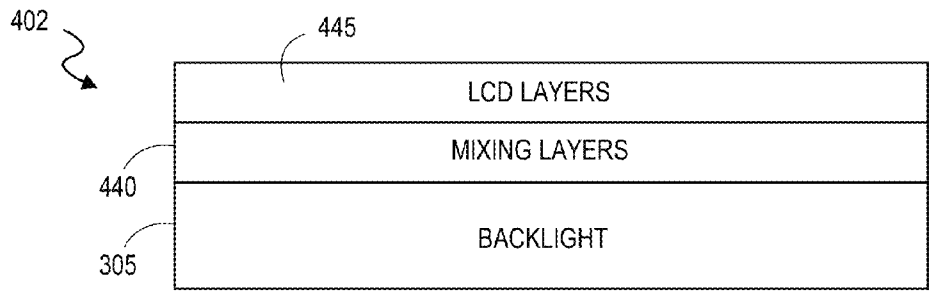 402
445
LCD LAYERS
MIXING LAYERS
440
BACKLIGHT
305